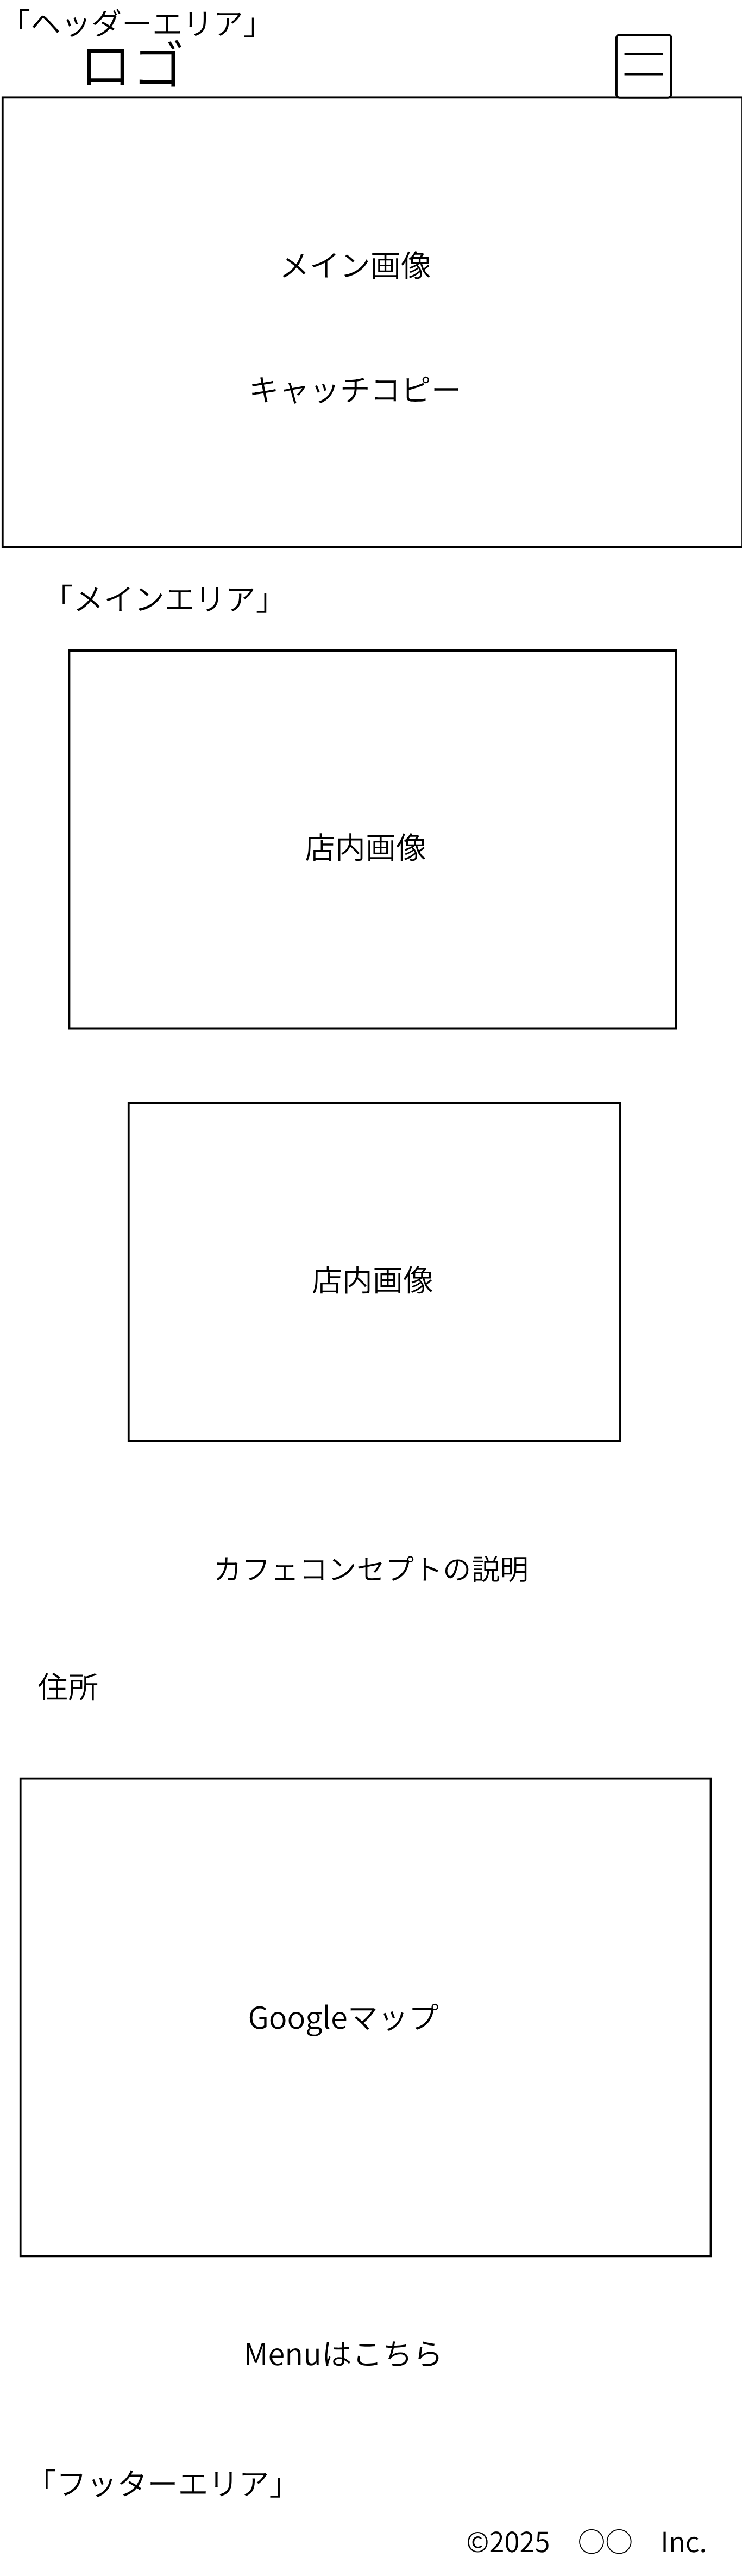 「ヘッダーエリア」
ロゴ
メイン画像
キャッチコピー
「メインエリア」
店内画像
店内画像
カフェコンセプトの説明
住所
Googleマップ
Menuはこちら
「フッターエリア」
©2025　〇〇　Inc.